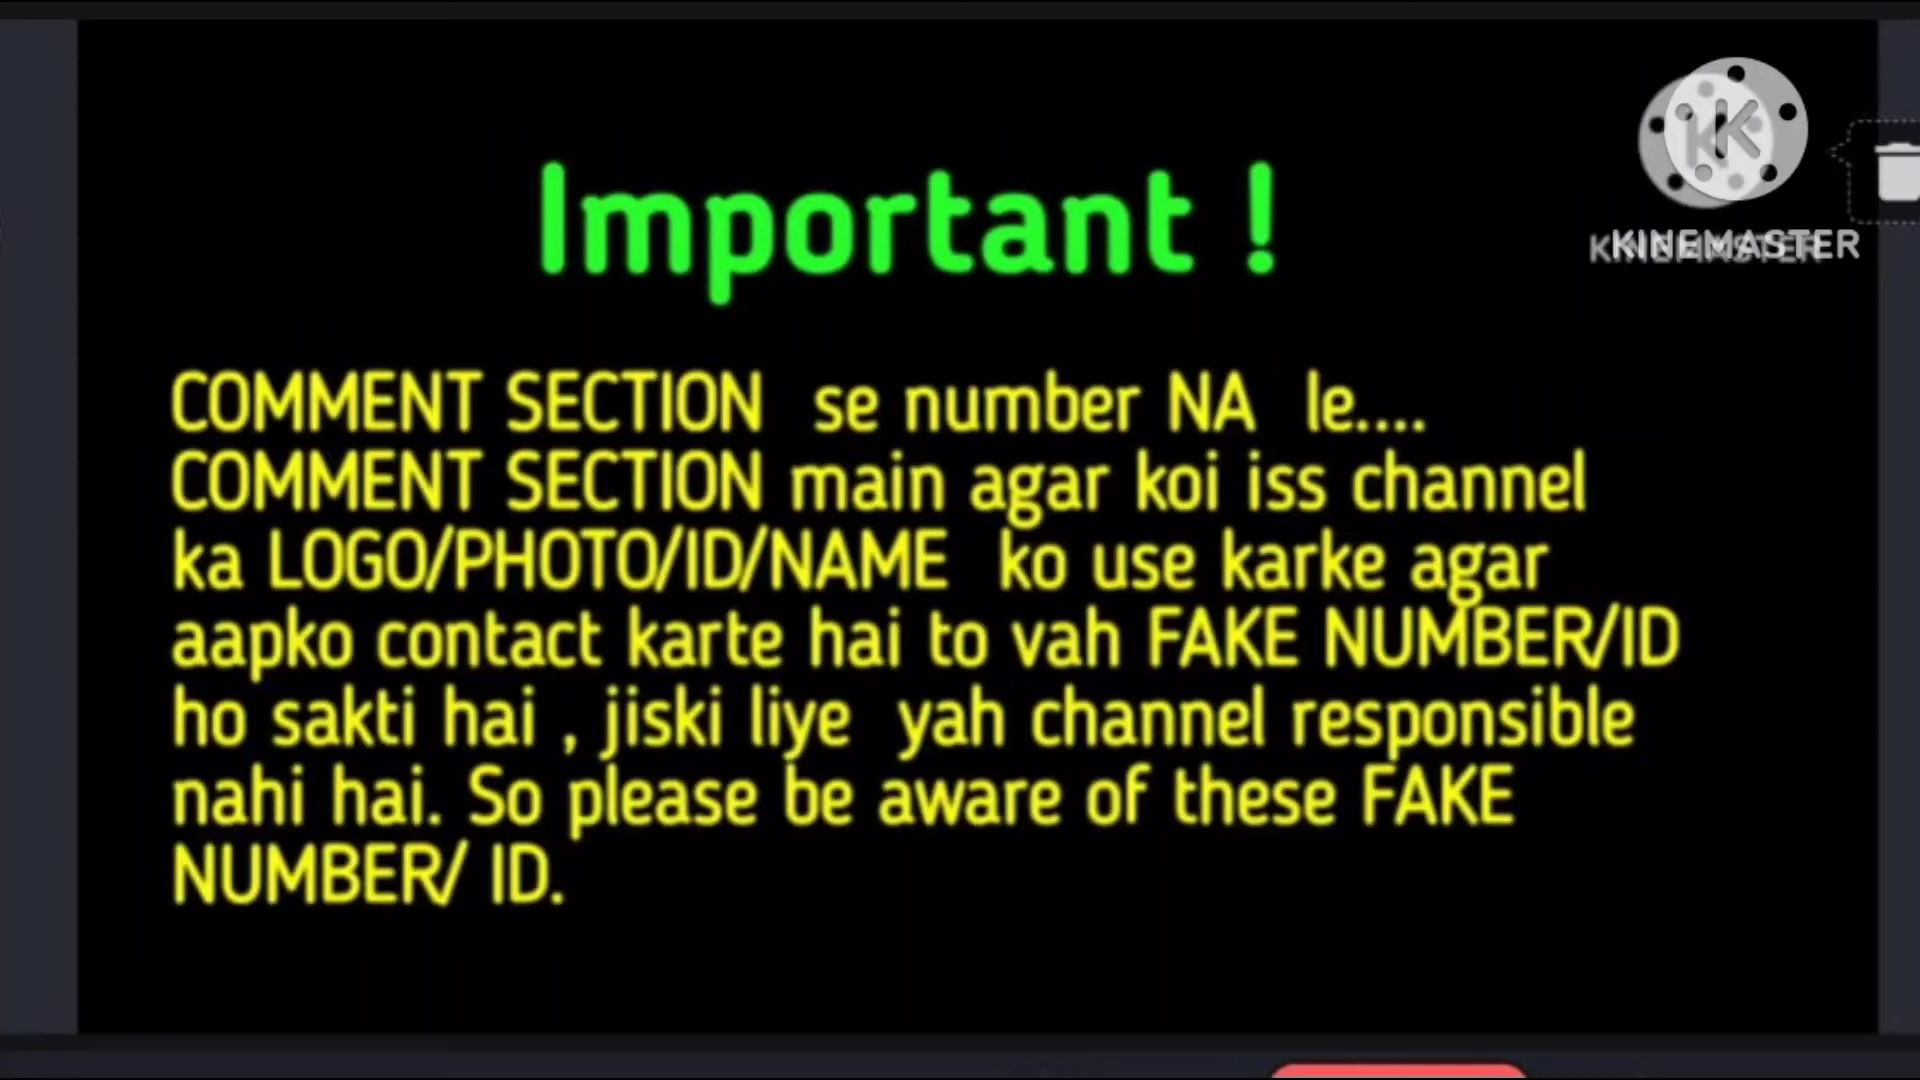 Important !
KINEMASTER
KINEMASTER
COMMENT SECTION se number NA le....
COMMENT SECTION main agar koi iss channel
ka LOGO/PHOTO/ID/NAME ko use karke agar
aapko contact karte hai to vah FAKE NUMBER/ID
ho sakti hai , jiski liye yah channel responsible
nahi hai. So please be aware of these FAKE
NUMBER/ ID.